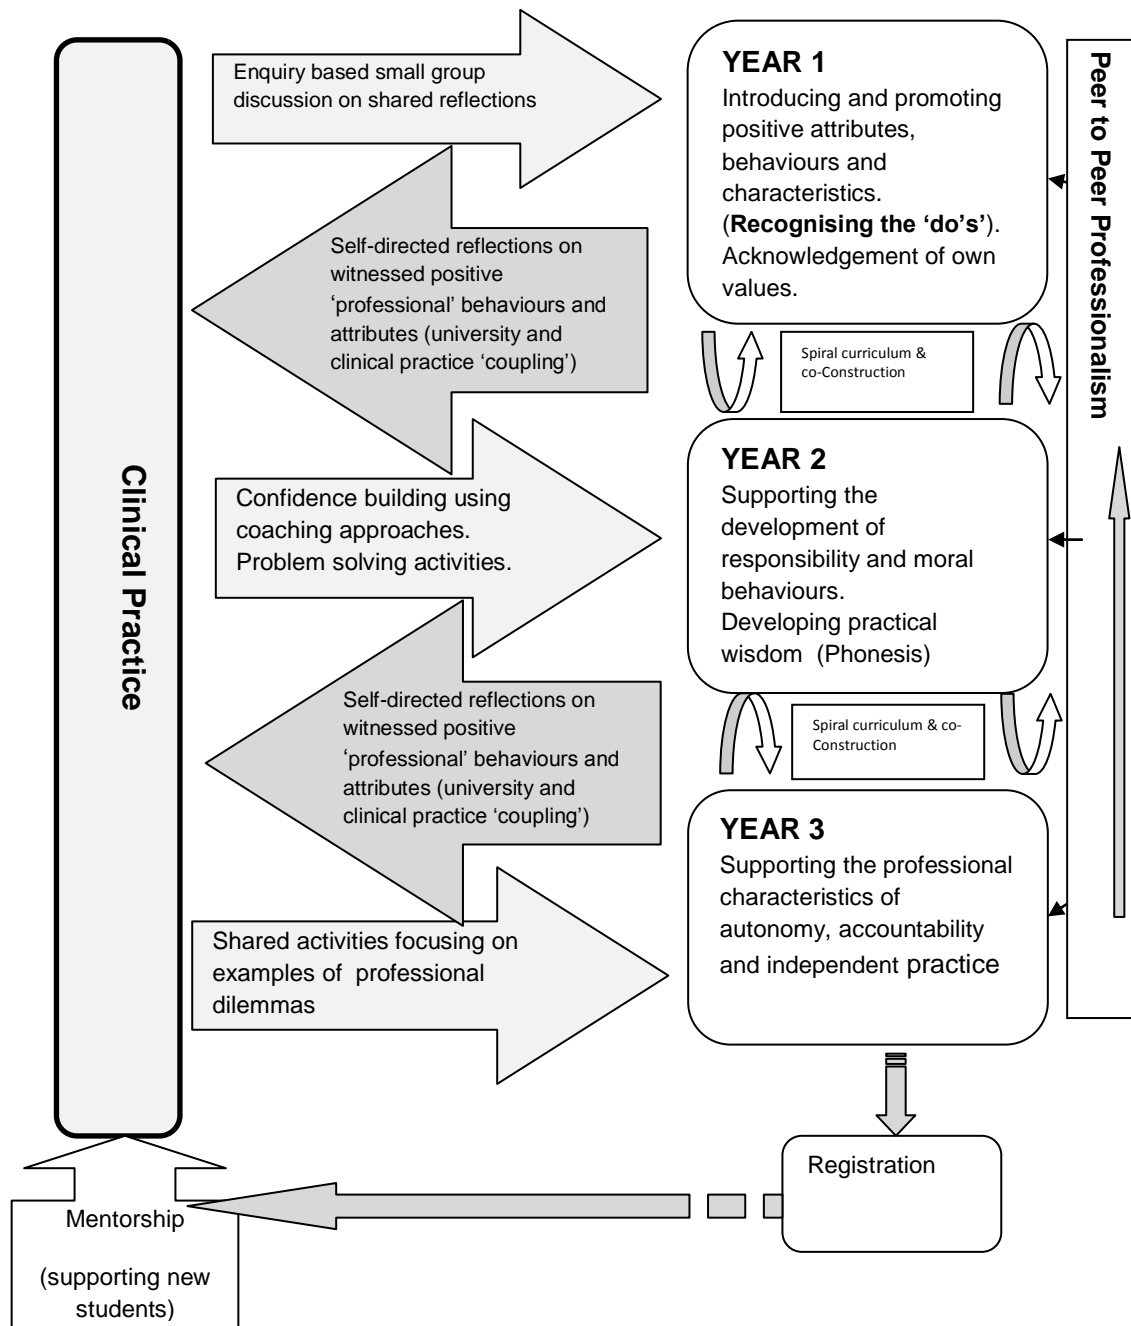 Enquiry based small group
discussion on shared reflections
YEAR 1
Introducing and promoting
positive attributes,
behaviours and
characteristics.
(Recognising the ‘do’s’).
Acknowledgement of own
values.
Peer to Peer Professionalism
Self-directed reflections on
witnessed positive
‘professional’ behaviours and
attributes (university and
clinical practice ‘coupling’)
Spiral curriculum &
co-Construction
Clinical Practice
Confidence building using
coaching approaches.
Problem solving activities.
YEAR 2
Supporting the
development of
responsibility and moral
behaviours.
Developing practical
wisdom (Phonesis)
Self-directed reflections on
witnessed positive
‘professional’ behaviours and
attributes (university and
clinical practice ‘coupling’)
Spiral curriculum & co-
Construction
Shared activities focusing on
examples of professional
dilemmas
YEAR 3
Supporting the professional
characteristics of
autonomy, accountability
and independent practice
Registration
Mentorship
(supporting new
students)